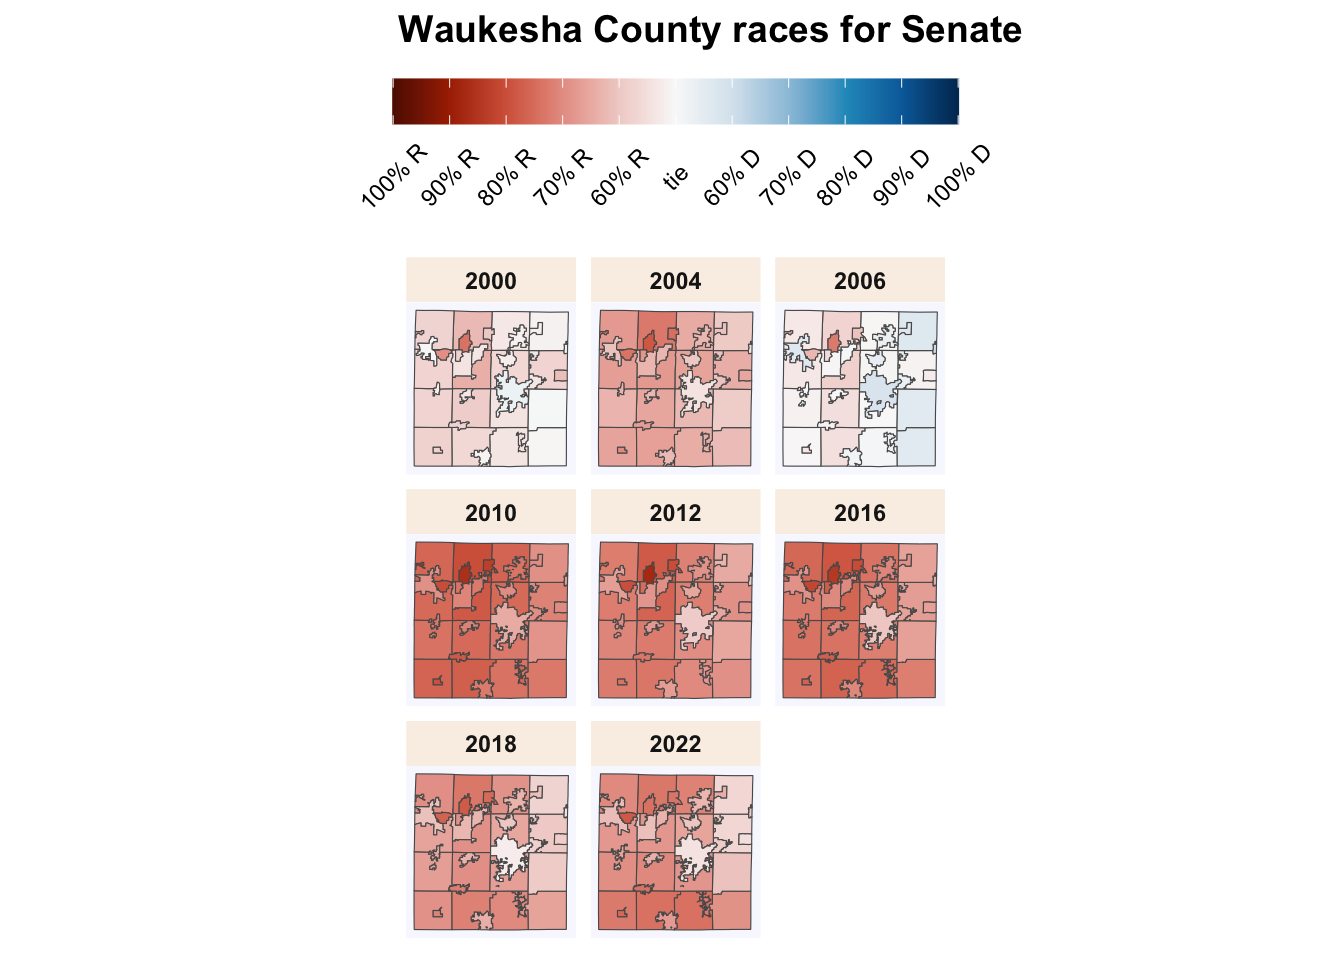 Waukesha County races for Senate
100% R 90% R 80% R 70% R 60% R tie 60% D 70% D 80% D 90% D 100% D
2000 2004 2006
2010 2012 2016
2018 2022